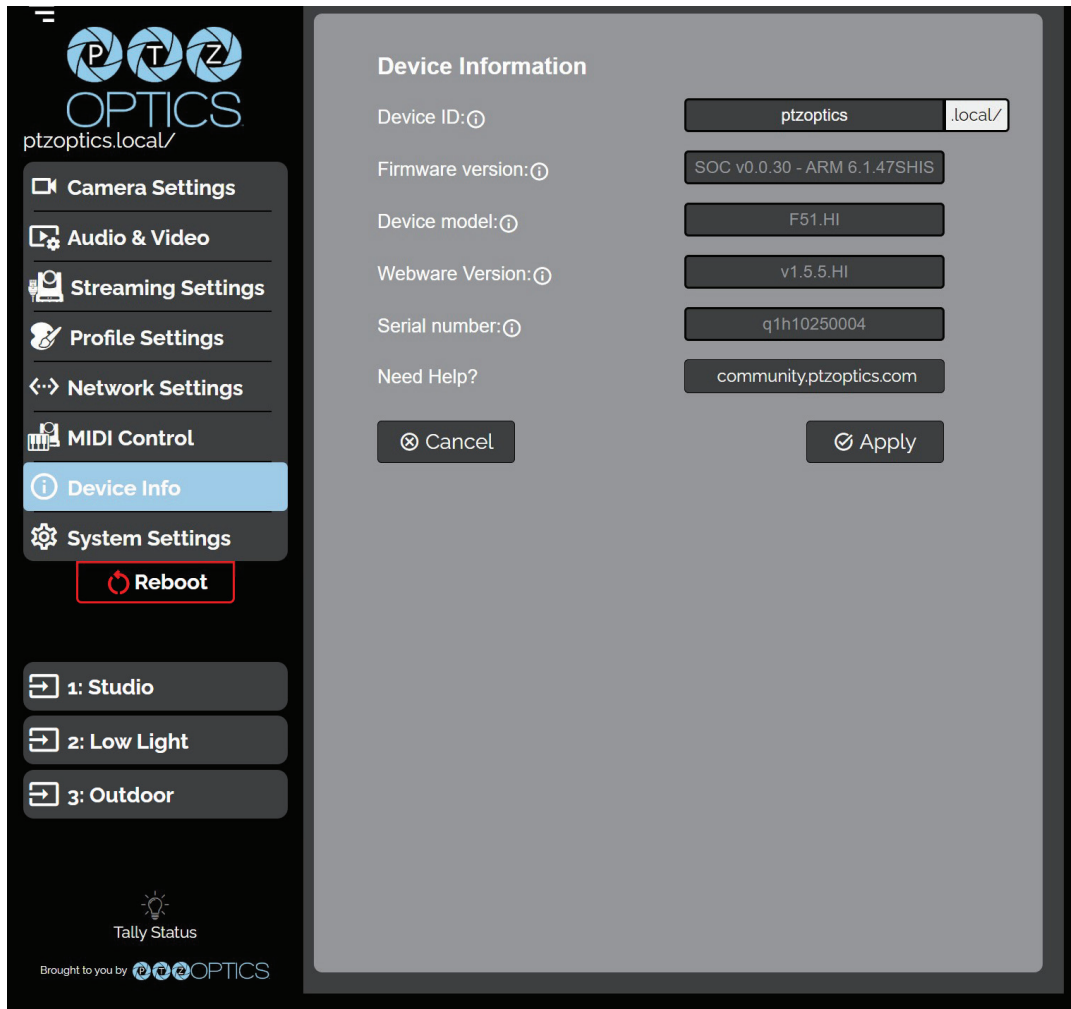 PTZ
OPTICS
ptzoptics.local/
Camera Settings
Audio & Video
Streaming Settings
Profile Settings
Network Settings
MIDI Control
Device Info
System Settings
Reboot
1: Studio
2: Low Light
3: Outdoor
Tally Status
Brought to you by PTZ OPTICS
Device Information
Device ID: ptzoptics .local/
Firmware version: SOC v0.0.30 - ARM 6.1.47SHIS
Device model: F51.HI
Webware Version: v1.5.5.HI
Serial number: q1h10250004
Need Help? community.ptzoptics.com
Cancel Apply